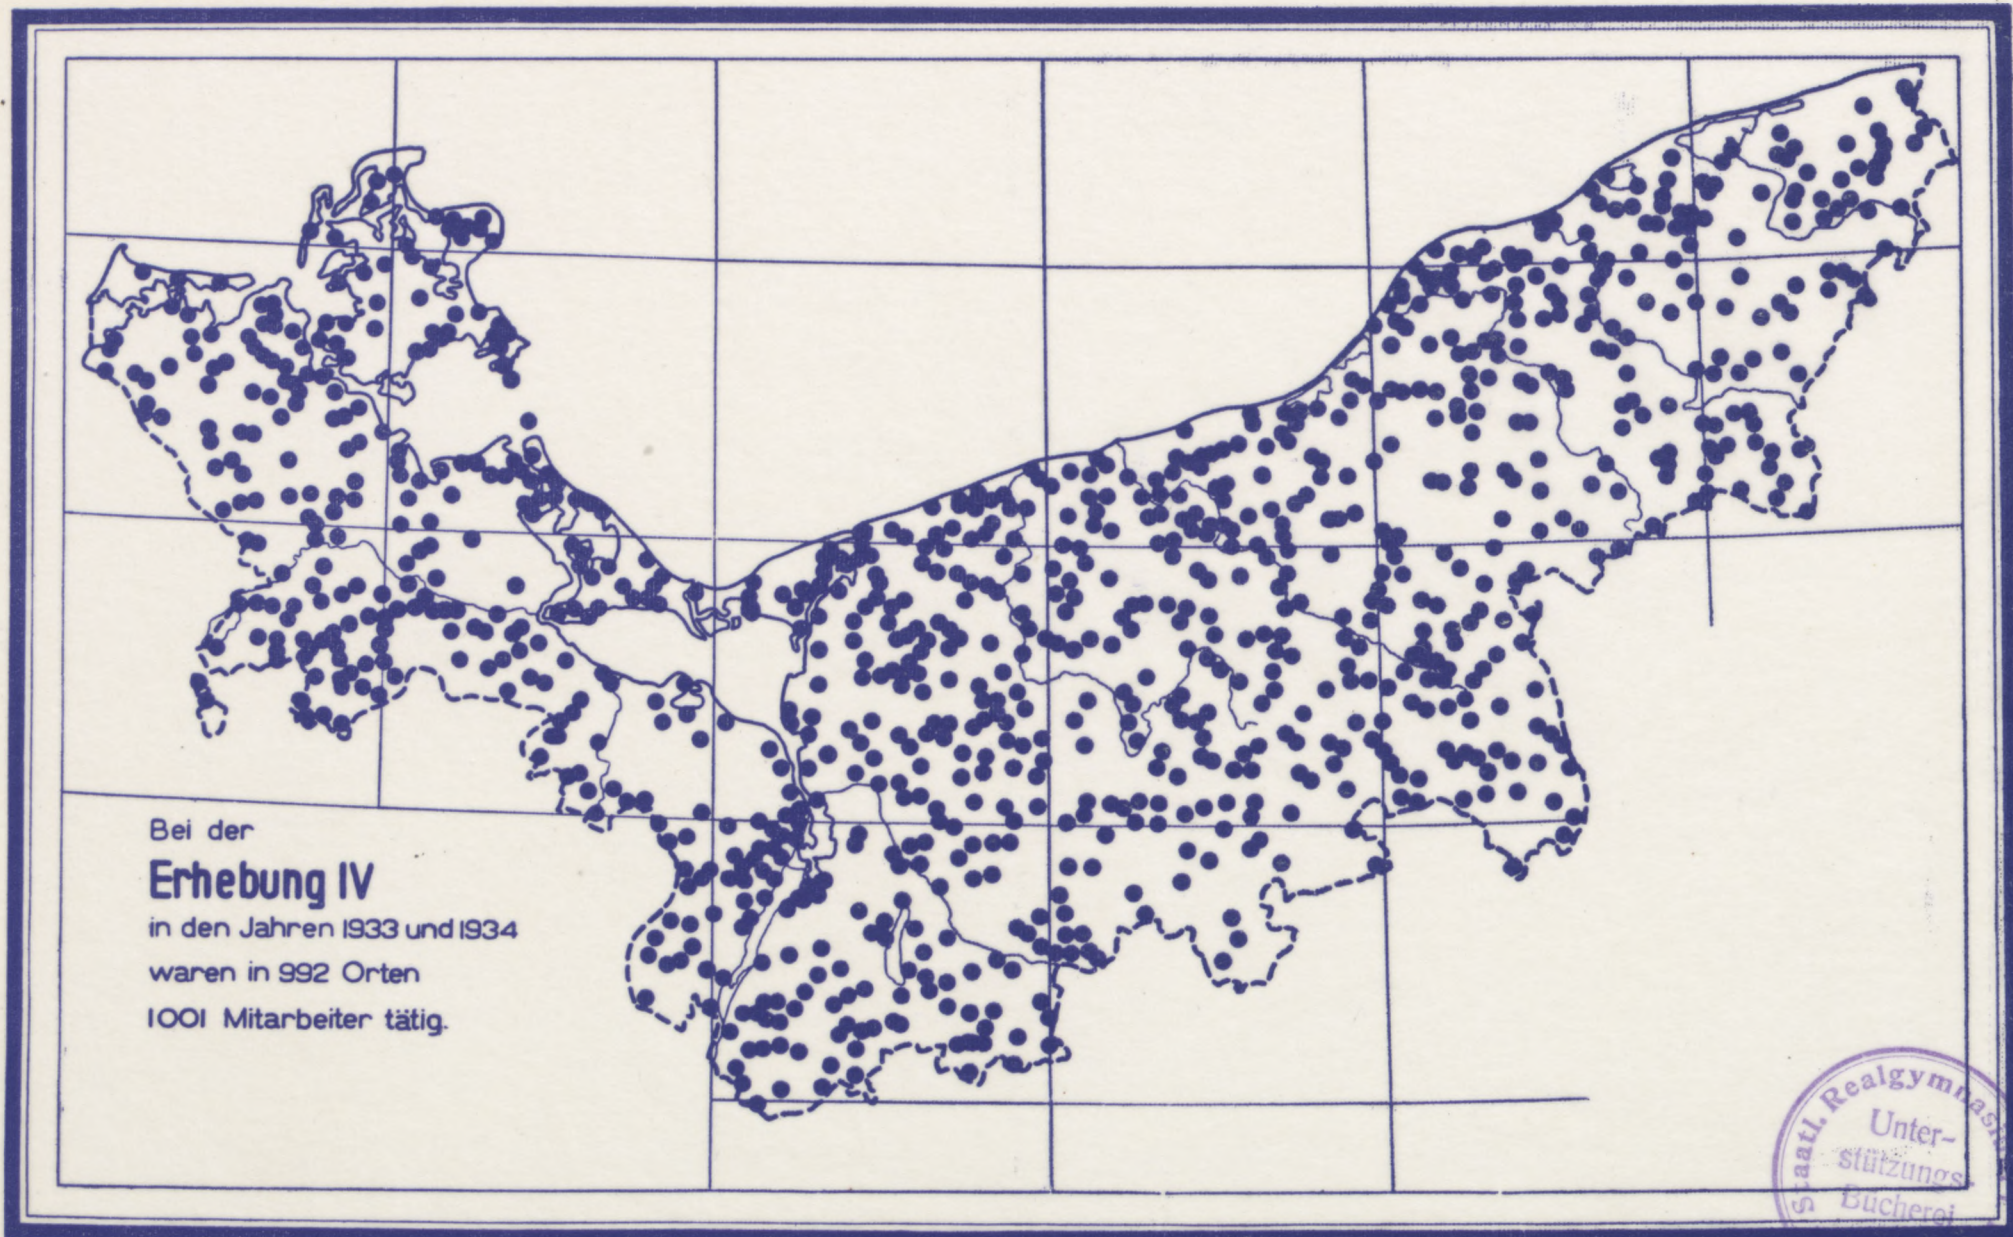 Bei der
Erhebung IV
in den Jahren 1933 und 1934
waren in 992 Orten
1001 Mitarbeiter tätig.
Staatl. Realgymnasi
Unter-
stützungs-
Bücherei